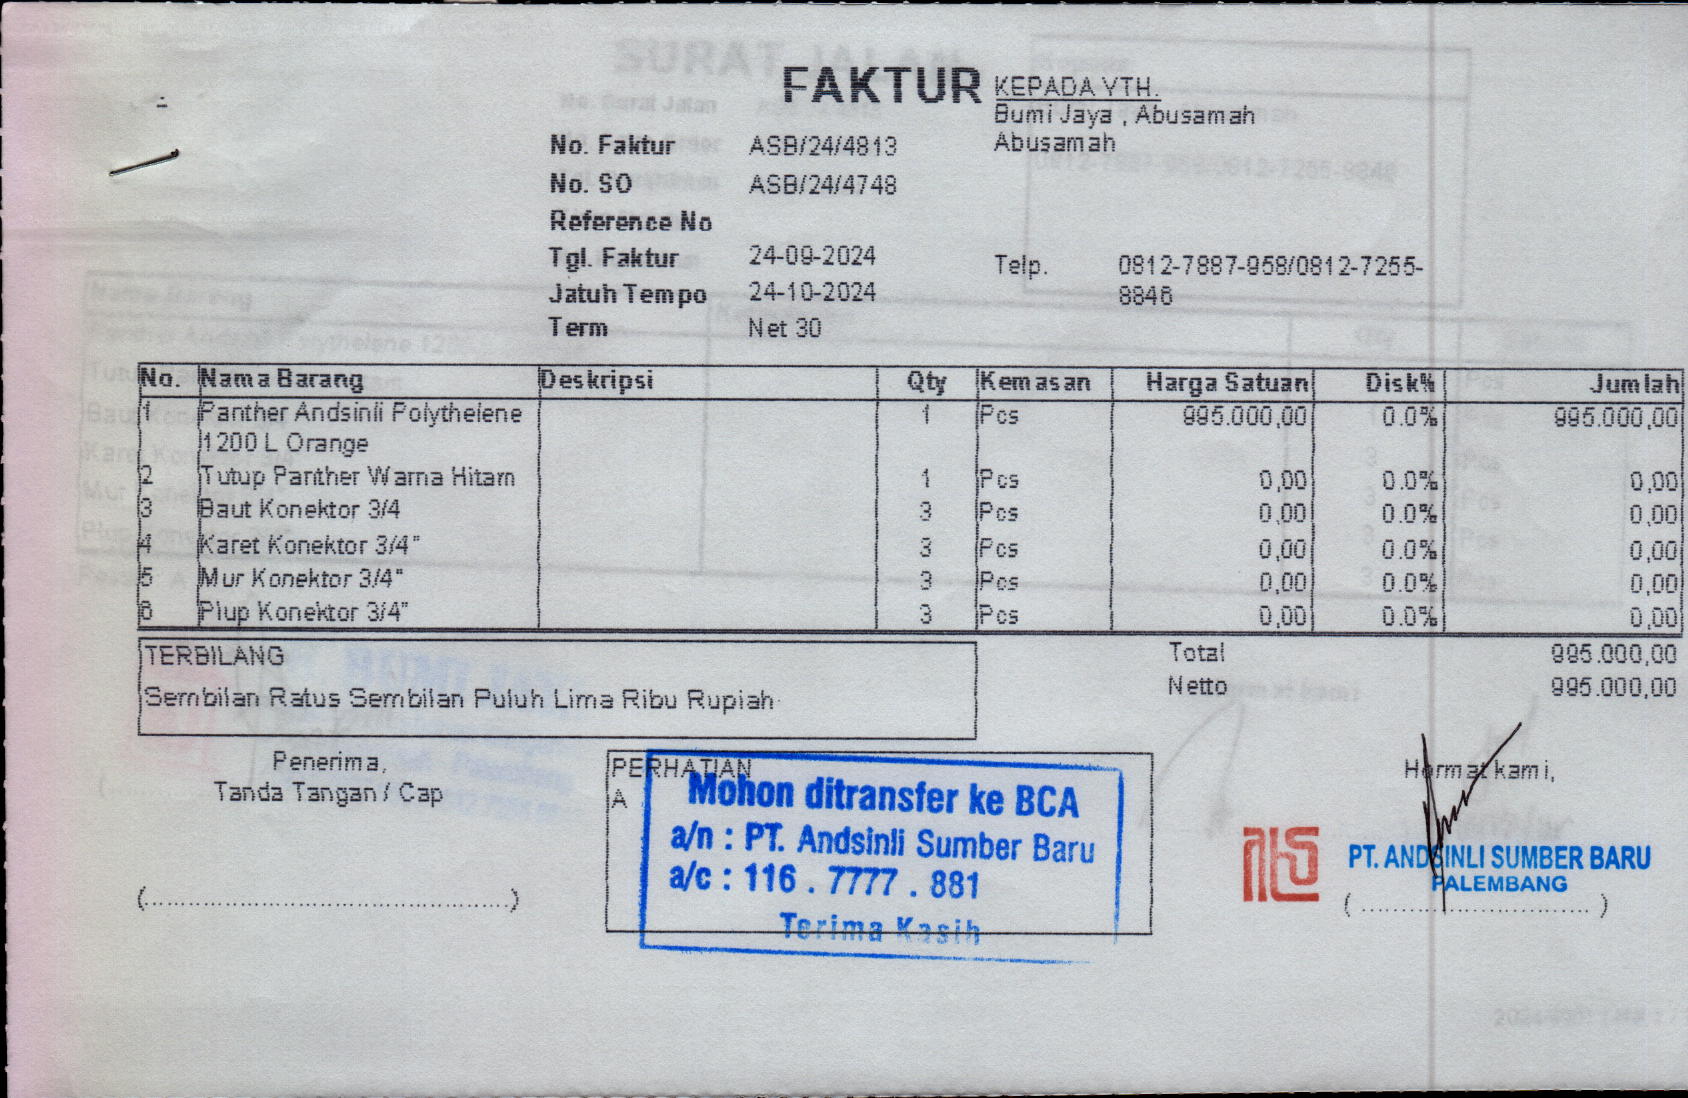 FAKTUR
KEPADA YTH.
Bumi Jaya , Abusamah
Abusamah
No. Faktur ASB/24/4813
No. SO ASB/24/4748
Reference No
Tgl. Faktur 24-09-2024
Jatuh Tempo 24-10-2024
Term Net 30
Telp. 0812-7887-958/0812-7255-
8846
No. Nama Barang Deskripsi Qty Kemasan Harga Satuan Disk% Jumlah
1 Panther Andsinli Polythelene 1 Pcs 995.000,00 0.0% 995.000,00
1200 L Orange
2 Tutup Panther Warna Hitam 1 Pcs 0,00 0.0% 0,00
3 Baut Konektor 3/4 3 Pcs 0,00 0.0% 0,00
4 Karet Konektor 3/4" 3 Pcs 0,00 0.0% 0,00
5 Mur Konektor 3/4" 3 Pcs 0,00 0.0% 0,00
6 Plup Konektor 3/4" 3 Pcs 0,00 0.0% 0,00
TERBILANG
Sembilan Ratus Sembilan Puluh Lima Ribu Rupiah
Total 995.000,00
Netto 995.000,00
Penerima,
Tanda Tangan / Cap
(................................................)
PERHATIAN
A
Mohon ditransfer ke BCA
a/n : PT. Andsinli Sumber Baru
a/c : 116 . 7777 . 881
Terima Kasih
Hormat kami,
PT. ANDSINLI SUMBER BARU
PALEMBANG
( .............................. )